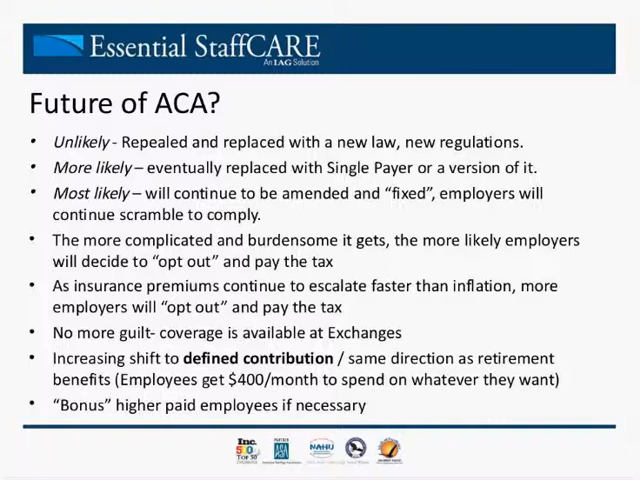 Essential StaffCARE
An IAG Solution
Future of ACA?
• Unlikely - Repealed and replaced with a new law, new regulations.
• More likely – eventually replaced with Single Payer or a version of it.
• Most likely – will continue to be amended and “fixed”, employers will
continue scramble to comply.
• The more complicated and burdensome it gets, the more likely employers
will decide to “opt out” and pay the tax
• As insurance premiums continue to escalate faster than inflation, more
employers will “opt out” and pay the tax
• No more guilt- coverage is available at Exchanges
• Increasing shift to defined contribution / same direction as retirement
benefits (Employees get $400/month to spend on whatever they want)
• “Bonus” higher paid employees if necessary
Inc.
TOP 50
PARTNER
ASA
NAHU